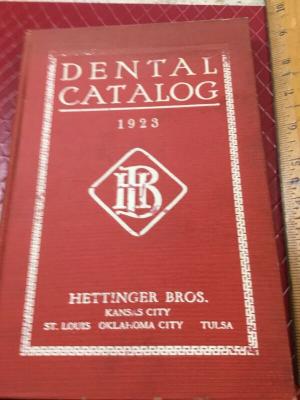 DENTAL
CATALOG
1923
HB
HETTINGER BROS.
KANSAS CITY
ST. LOUIS OKLAHOMA CITY TULSA